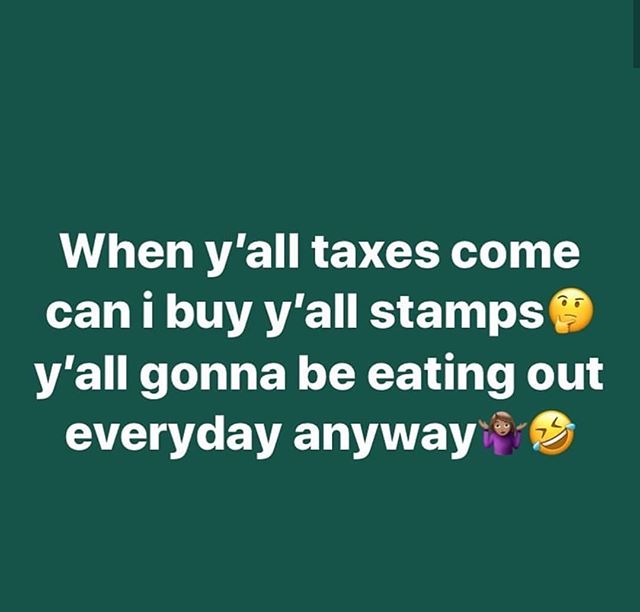 When y’all taxes come
can i buy y’all stamps🤔
y’all gonna be eating out
everyday anyway🤷🏽‍♀️🤣